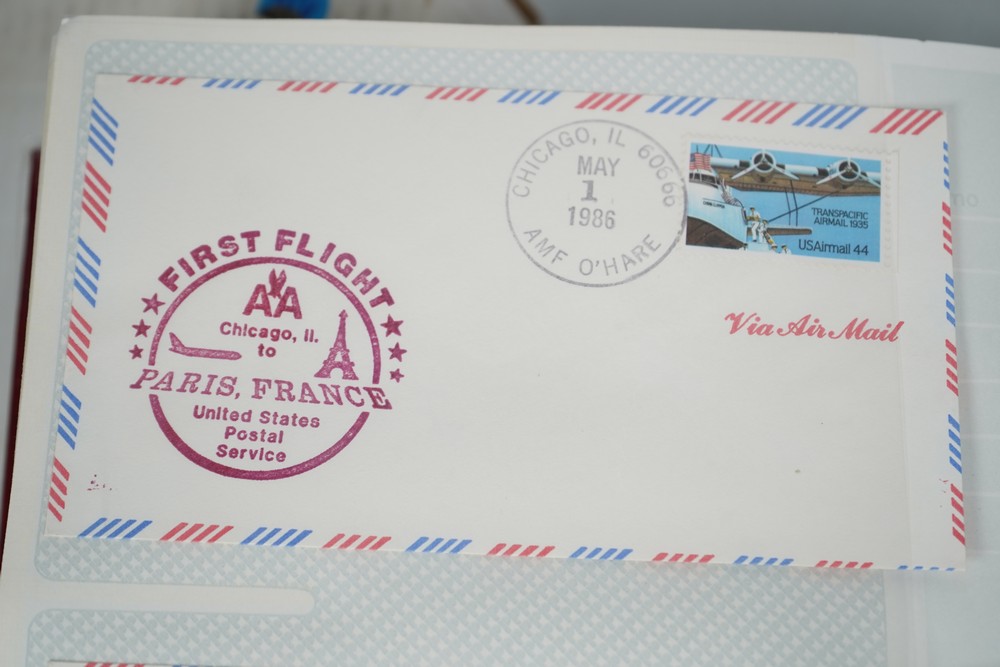 CHICAGO, IL 60666
MAY
1
1986
AMF O'HARE
TRANSPACIFIC
AIRMAIL 1935
USAirmail 44
Via Air Mail
FIRST FLIGHT
AA
Chicago, Il.
to
PARIS, FRANCE
United States
Postal
Service